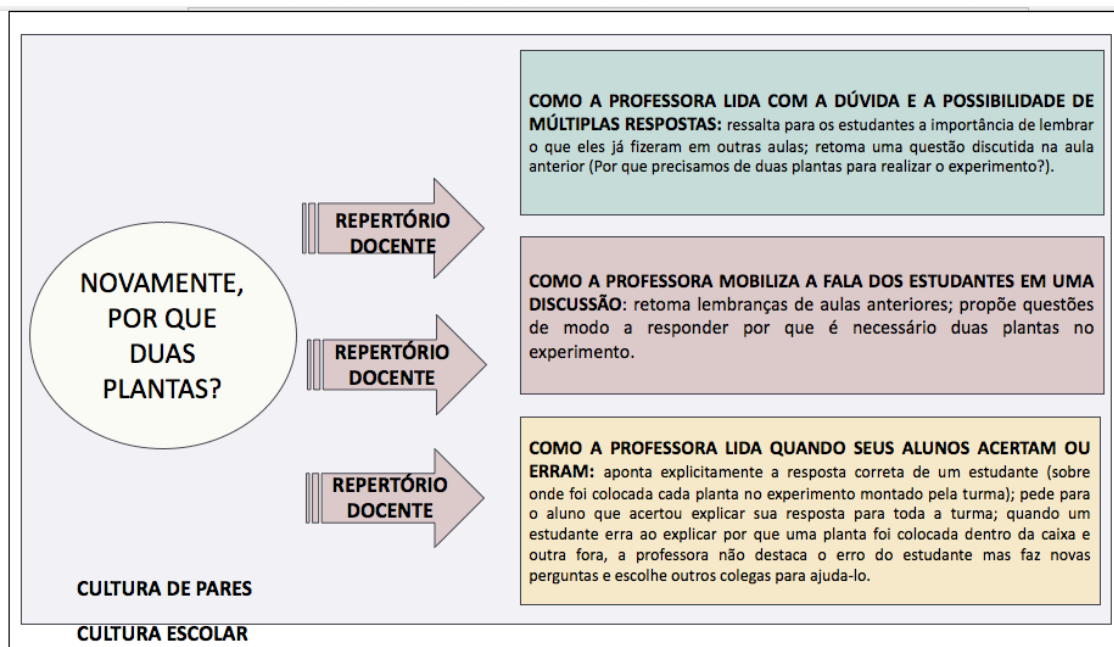 NOVAMENTE,
POR QUE
DUAS
PLANTAS?
REPERTÓRIO
DOCENTE
COMO A PROFESSORA LIDA COM A DÚVIDA E A POSSIBILIDADE DE
MÚLTIPLAS RESPOSTAS: ressalta para os estudantes a importância de lembrar
o que eles já fizeram em outras aulas; retoma uma questão discutida na aula
anterior (Por que precisamos de duas plantas para realizar o experimento?).
REPERTÓRIO
DOCENTE
COMO A PROFESSORA MOBILIZA A FALA DOS ESTUDANTES EM UMA
DISCUSSÃO: retoma lembranças de aulas anteriores; propõe questões
de modo a responder por que é necessário duas plantas no
experimento.
REPERTÓRIO
DOCENTE
COMO A PROFESSORA LIDA QUANDO SEUS ALUNOS ACERTAM OU
ERRAM: aponta explicitamente a resposta correta de um estudante (sobre
onde foi colocada cada planta no experimento montado pela turma); pede para
o aluno que acertou explicar sua resposta para toda a turma; quando um
estudante erra ao explicar por que uma planta foi colocada dentro da caixa e
outra fora, a professora não destaca o erro do estudante mas faz novas
perguntas e escolhe outros colegas para ajuda-lo.
CULTURA DE PARES
CULTURA ESCOLAR